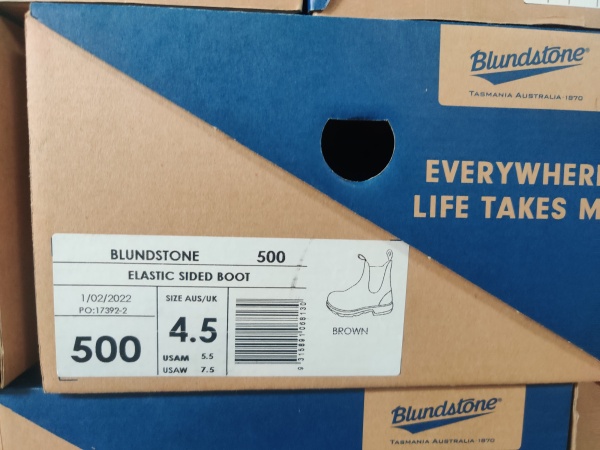 Blundstone®
TASMANIA AUSTRALIA 1870
EVERYWHER
LIFE TAKES M
BLUNDSTONE 500
ELASTIC SIDED BOOT
1/02/2022
PO:17392-2
500
SIZE AUS/UK
4.5
USAM 5.5
USAW 7.5
BROWN
Blundstone®
TASMANIA AUSTRALIA 1870